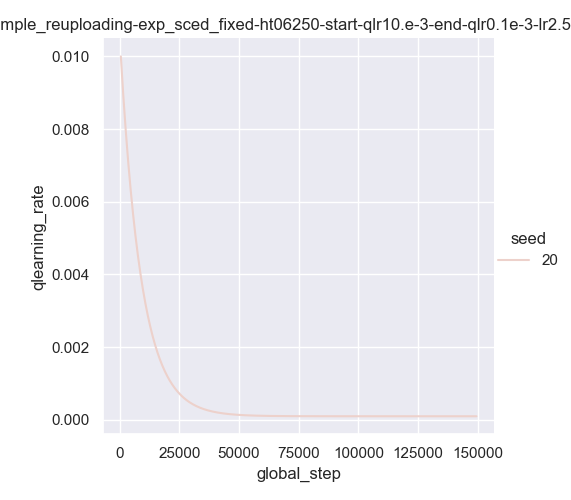 mple_reuploading-exp_sced_fixed-ht06250-start-qlr10.e-3-end-qlr0.1e-3-lr2.5
0.010
0.008
0.006
0.004
0.002
0.000
qlearning_rate
0 25000 50000 75000 100000 125000 150000
global_step
seed
20